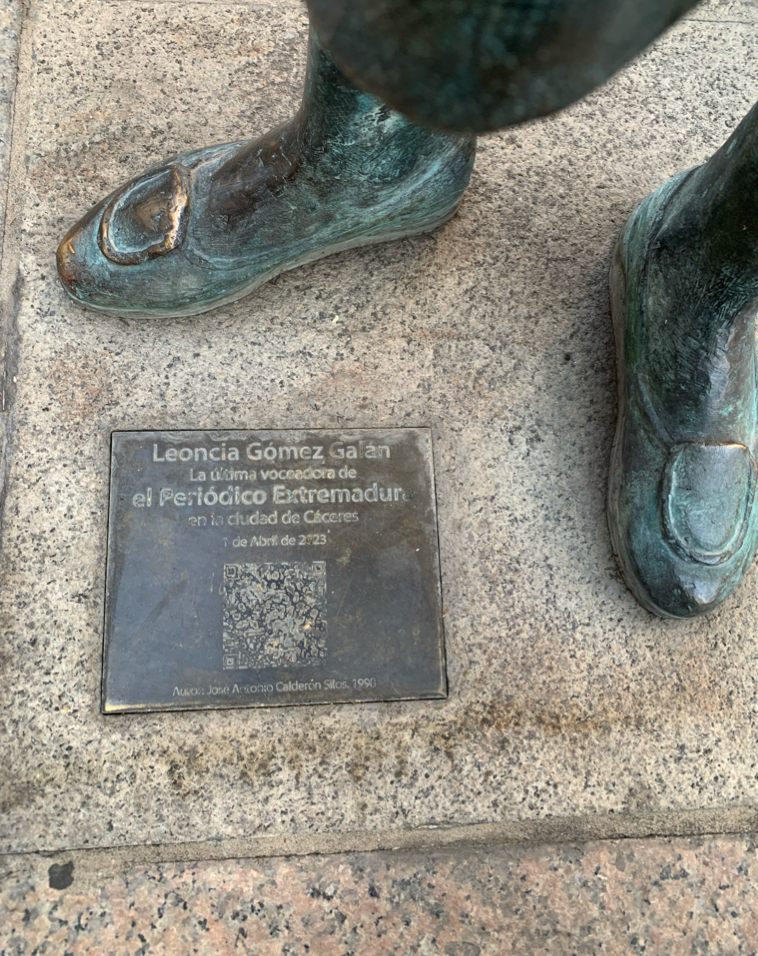 Leoncia Gómez Galán
La última voceadora de
el Periódico Extremadura
en la ciudad de Cáceres
1 de Abril de 2023
Autor: José Antonio Calderón Silos, 1990